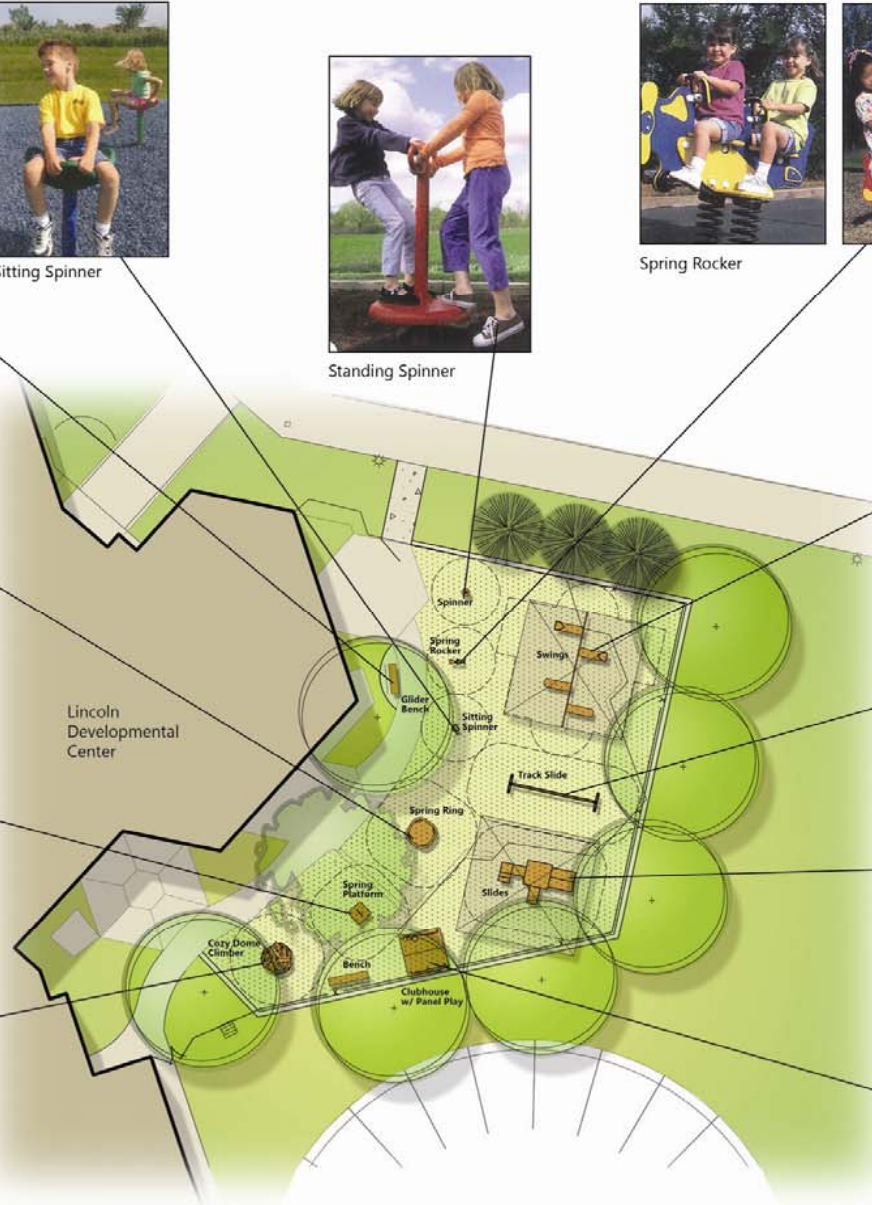 Sitting Spinner
Standing Spinner
Spring Rocker
Spinner
Spring
Rocker
Swings
Glider
Bench
Sitting
Spinner
Lincoln
Developmental
Center
Track Slide
Spring Ring
Spring
Platform
Slides
Cozy Dome
Climber
Bench
Clubhouse
w/ Panel Play